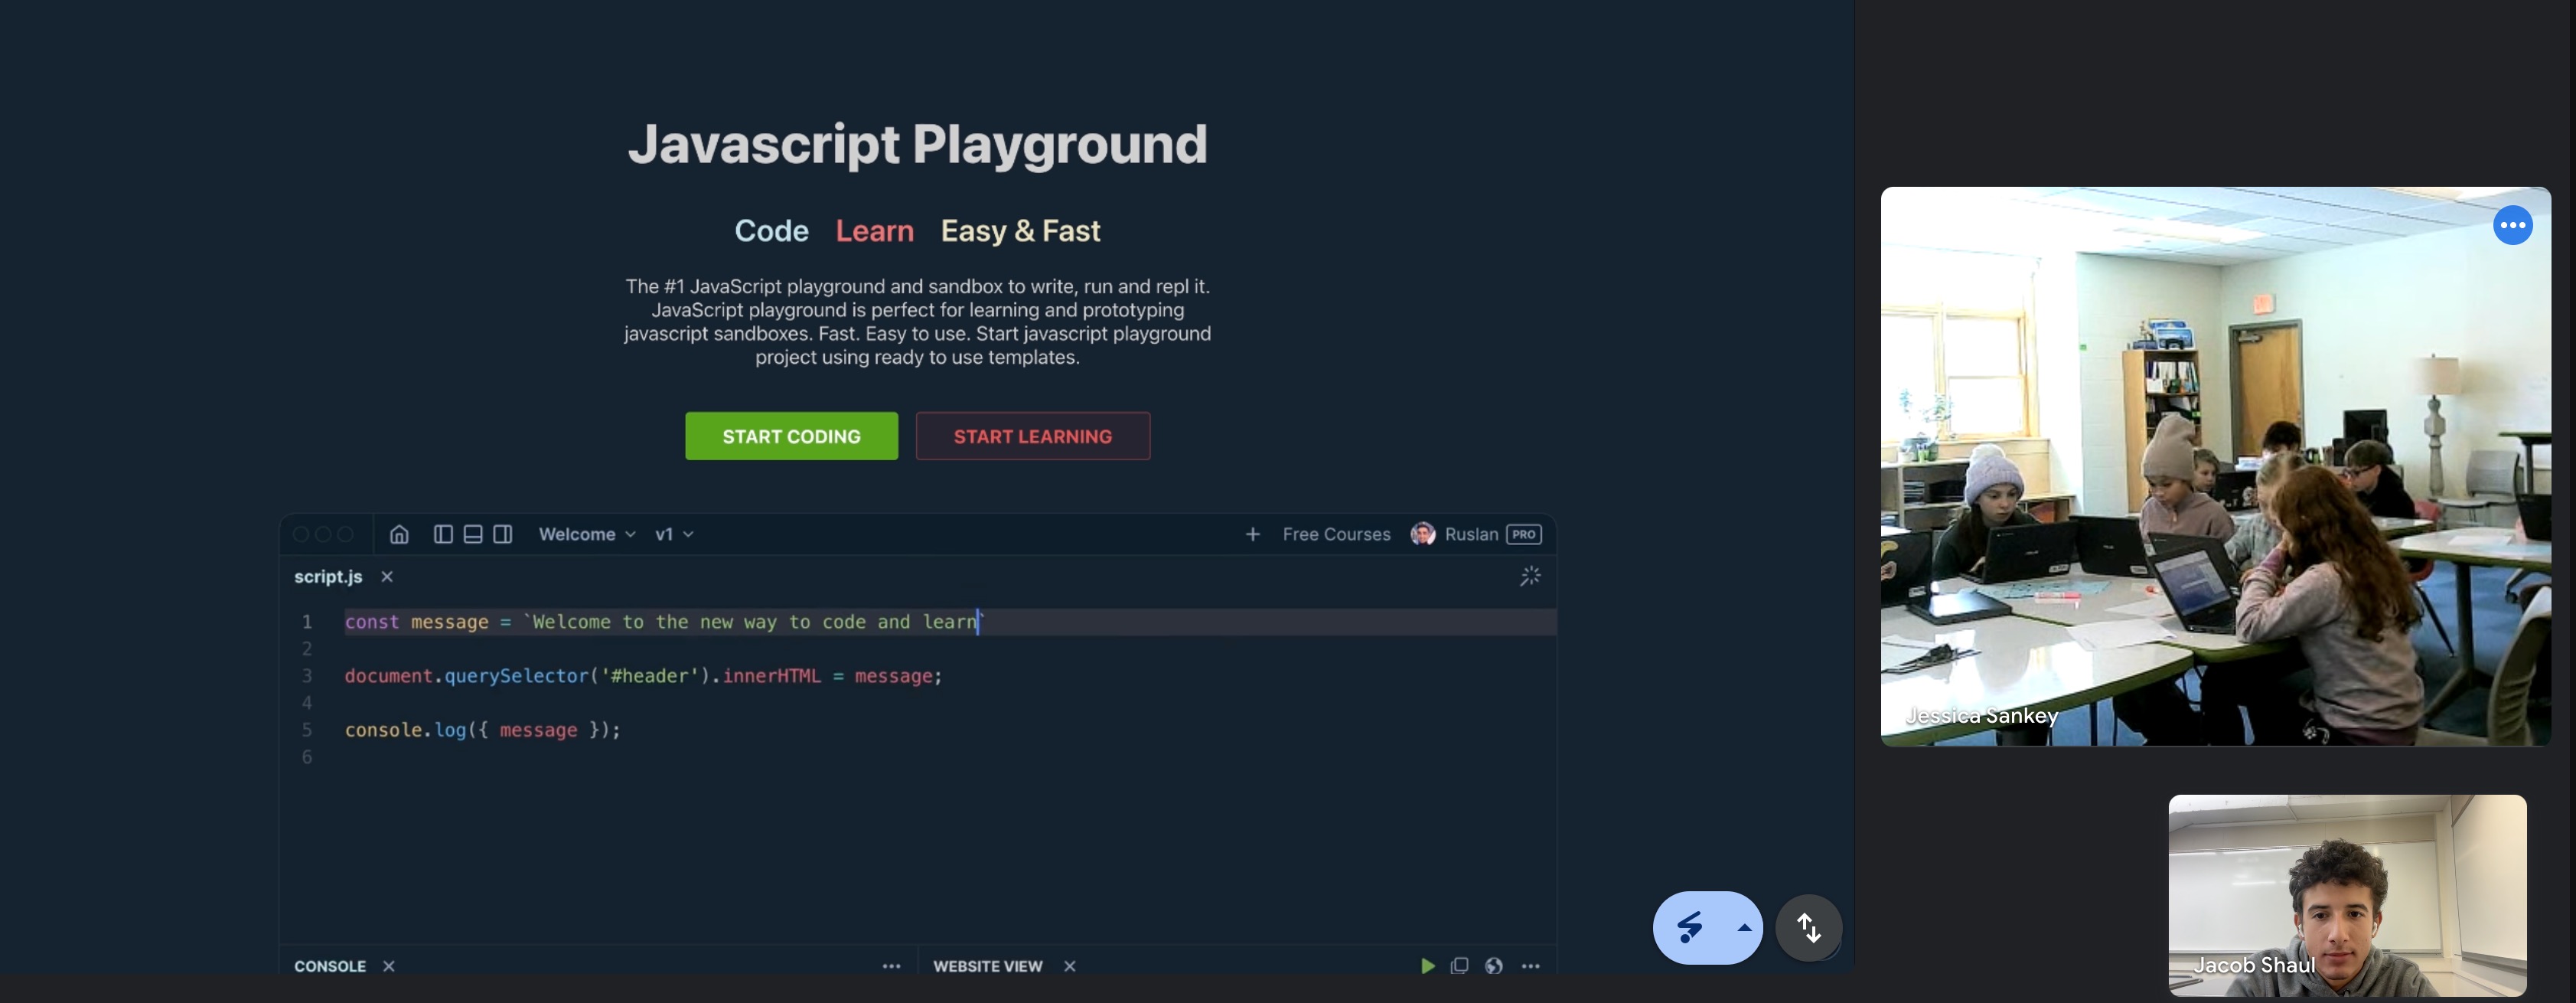 Javascript Playground
Code Learn Easy & Fast
The #1 JavaScript playground and sandbox to write, run and repl it.
JavaScript playground is perfect for learning and prototyping
javascript sandboxes. Fast. Easy to use. Start javascript playground
project using ready to use templates.
START CODING START LEARNING
Welcome v1 + Free Courses Ruslan PRO
script.js
1 const message = `Welcome to the new way to code and learn`
2
3 document.querySelector('#header').innerHTML = message;
4
5 console.log({ message });
6
CONSOLE WEBSITE VIEW
Jessica Sankey
Jacob Shaul